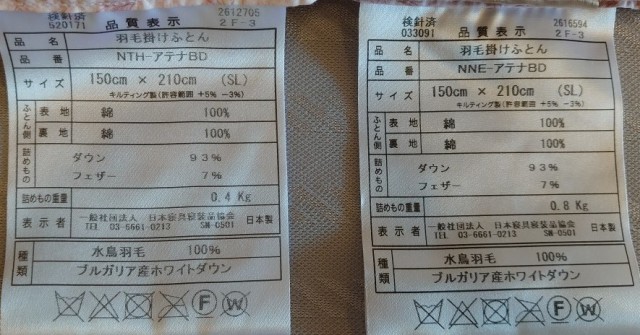 検針済
520171
品質表示
2612705
2F-3
品名 羽毛掛けふとん
品番 NTH-アテナBD
サイズ 150cm × 210cm (SL)
キルティング製(許容範囲 +5% -3%)
ふとん側
表地 綿 100%
裏地 綿 100%
詰めもの
ダウン 93%
フェザー 7%
詰めもの重量 0.4 Kg
表示者 一般社団法人 日本寝具寝装品協会
TEL 03-6661-0213 SN-0501
日本製
種類
水鳥羽毛 100%
ブルガリア産ホワイトダウン
F W
検針済
033091
品質表示
2616594
2F-3
品名 羽毛掛けふとん
品番 NNE-アテナBD
サイズ 150cm × 210cm (SL)
キルティング製(許容範囲 +5% -3%)
ふとん側
表地 綿 100%
裏地 綿 100%
詰めもの
ダウン 93%
フェザー 7%
詰めもの重量 0.8 Kg
表示者 一般社団法人 日本寝具寝装品協会
TEL 03-6661-0213 SN-0501
日本製
種類
水鳥羽毛 100%
ブルガリア産ホワイトダウン
F W